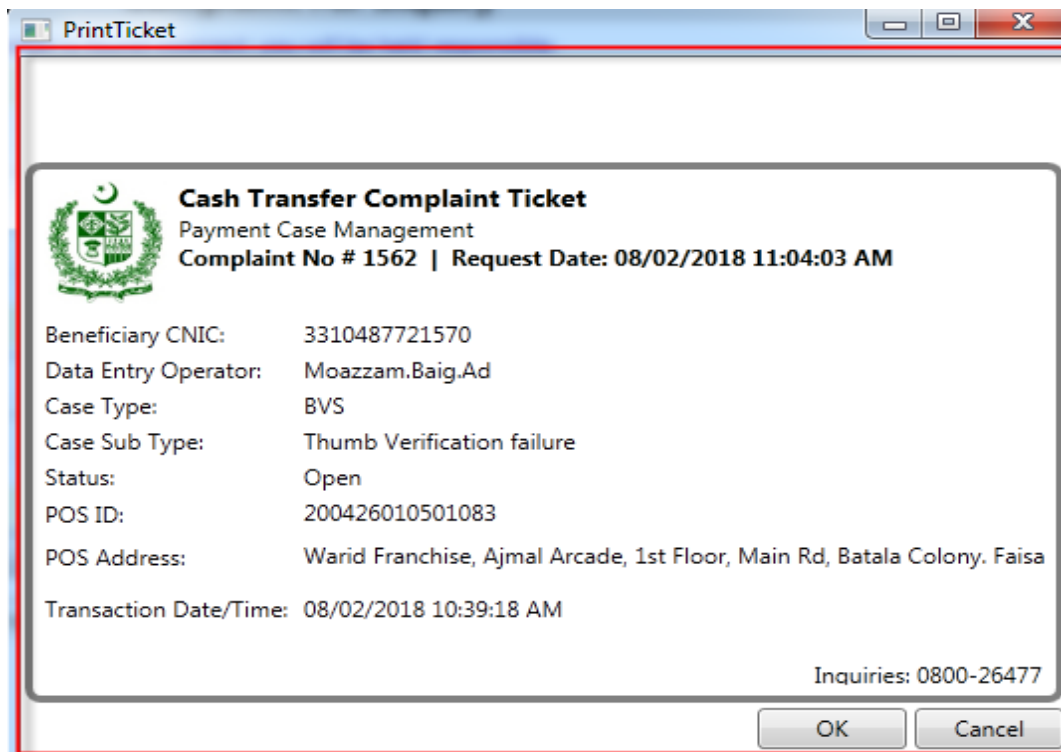 PrintTicket
Cash Transfer Complaint Ticket
Payment Case Management
Complaint No # 1562 | Request Date: 08/02/2018 11:04:03 AM
Beneficiary CNIC: 3310487721570
Data Entry Operator: Moazzam.Baig.Ad
Case Type: BVS
Case Sub Type: Thumb Verification failure
Status: Open
POS ID: 200426010501083
POS Address: Warid Franchise, Ajmal Arcade, 1st Floor, Main Rd, Batala Colony. Faisa
Transaction Date/Time: 08/02/2018 10:39:18 AM
Inquiries: 0800-26477
OK Cancel